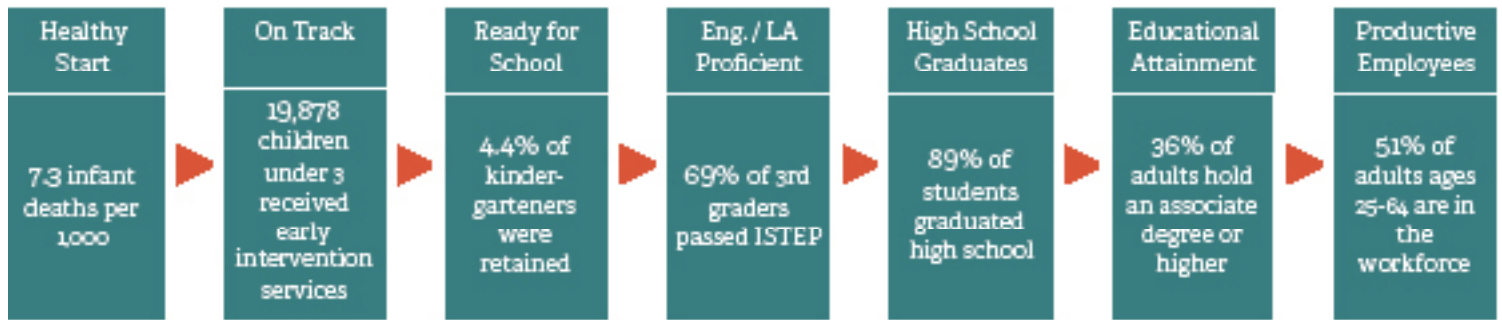 Healthy
Start
7.3 infant
deaths per
1,000
On Track
19,878
children
under 3
received
early
intervention
services
Ready for
School
4.4% of
kinder-
garteners
were
retained
Eng. / LA
Proficient
69% of 3rd
graders
passed ISTEP
High School
Graduates
89% of
students
graduated
high school
Educational
Attainment
36% of
adults hold
an associate
degree or
higher
Productive
Employees
51% of
adults ages
25-64 are in
the
workforce